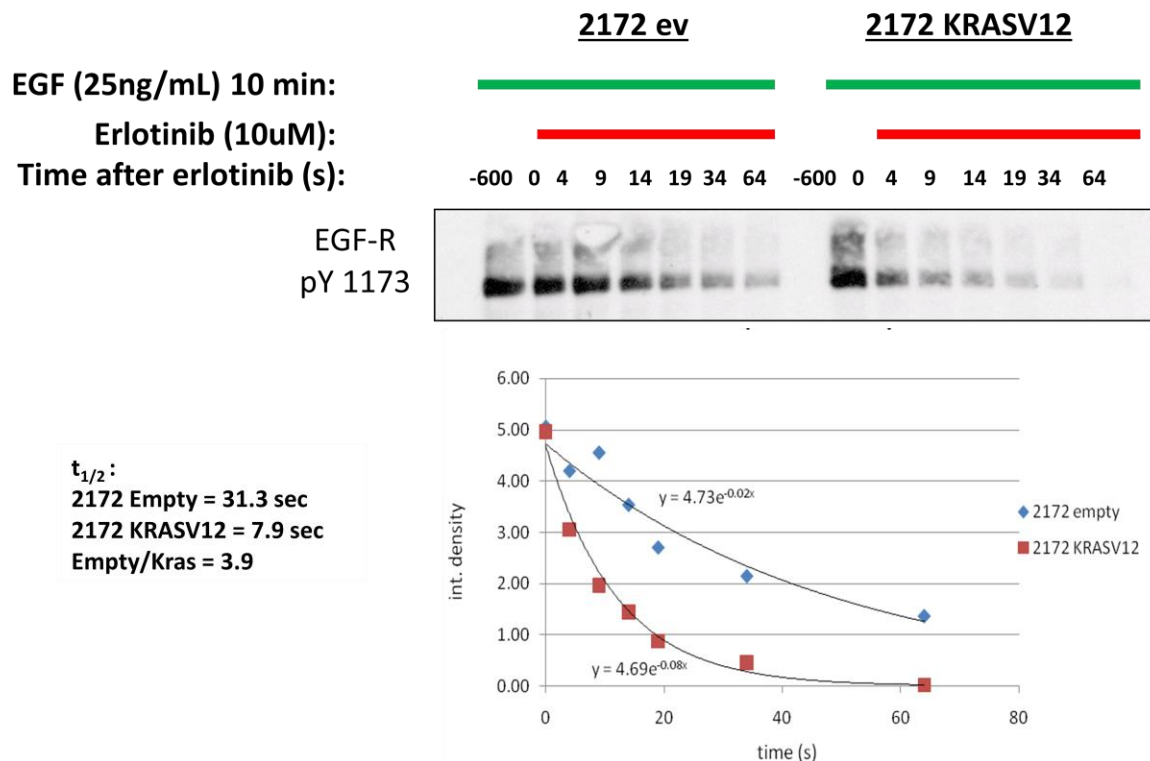 2172 ev 2172 KRASV12
EGF (25ng/mL) 10 min:
Erlotinib (10uM):
Time after erlotinib (s): -600 0 4 9 14 19 34 64 -600 0 4 9 14 19 34 64
EGF-R
pY 1173
6.00
5.00
4.00
3.00
2.00
1.00
0.00
int. density
y = 4.73e^-0.02x
y = 4.69e^-0.08x
2172 empty
2172 KRASV12
0 20 40 60 80
time (s)
t1/2 :
2172 Empty = 31.3 sec
2172 KRASV12 = 7.9 sec
Empty/Kras = 3.9